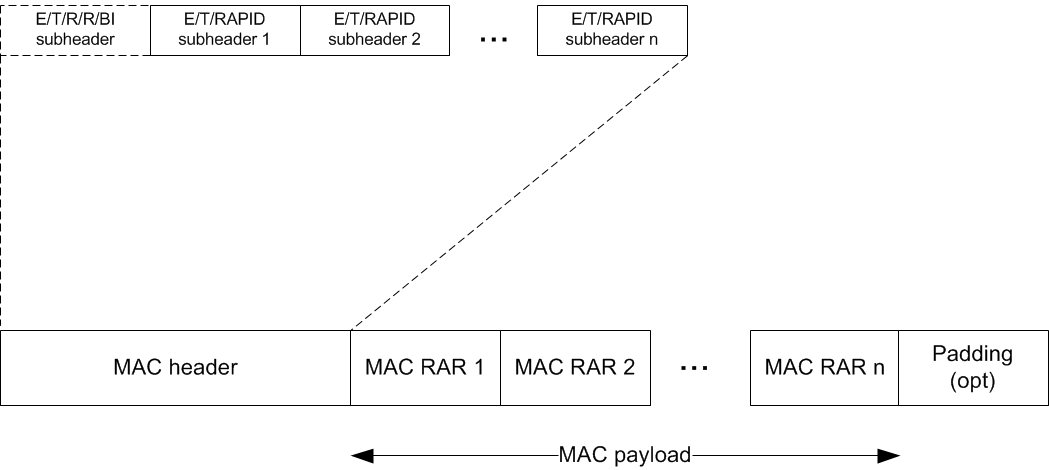 E/T/R/R/BI
subheader
E/T/RAPID
subheader 1
E/T/RAPID
subheader 2
...
E/T/RAPID
subheader n
MAC header
MAC RAR 1
MAC RAR 2
...
MAC RAR n
Padding
(opt)
MAC payload